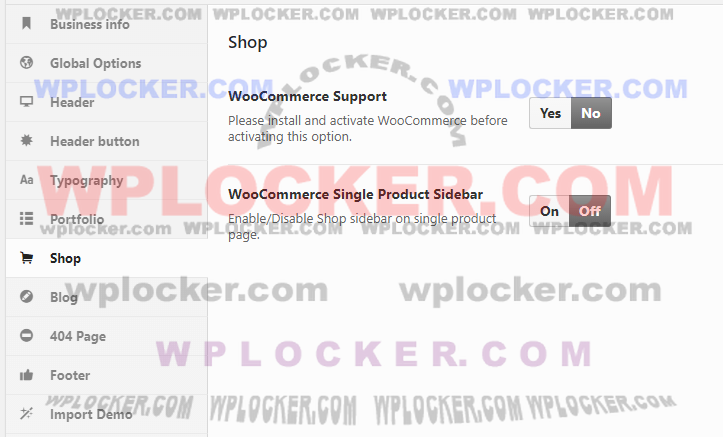 Business info
WPLOCKER.COM WPLOCKER.COM
Shop
Global Options
WPLOCKER.COM
WPLOCKER.COM WPLOCKER.COM
Header
WooCommerce Support
Yes No
Please install and activate WooCommerce before
activating this option.
Header button
Aa Typography
WPLOCKER.COM
WooCommerce Single Product Sidebar
On Off
Portfolio
Enable/Disable Shop sidebar on single product
page.
wplocker.com WPLOCKER.COM WPLOCKER.COM WPLOCKER.COM
Shop
Blog
wplocker.com wplocker.com
404 Page
WPLOCKER.COM
Footer
Import Demo
WPLOCKER.COM WPLOCKER.COM WPLOCKER.COM WPLOCKER.COM